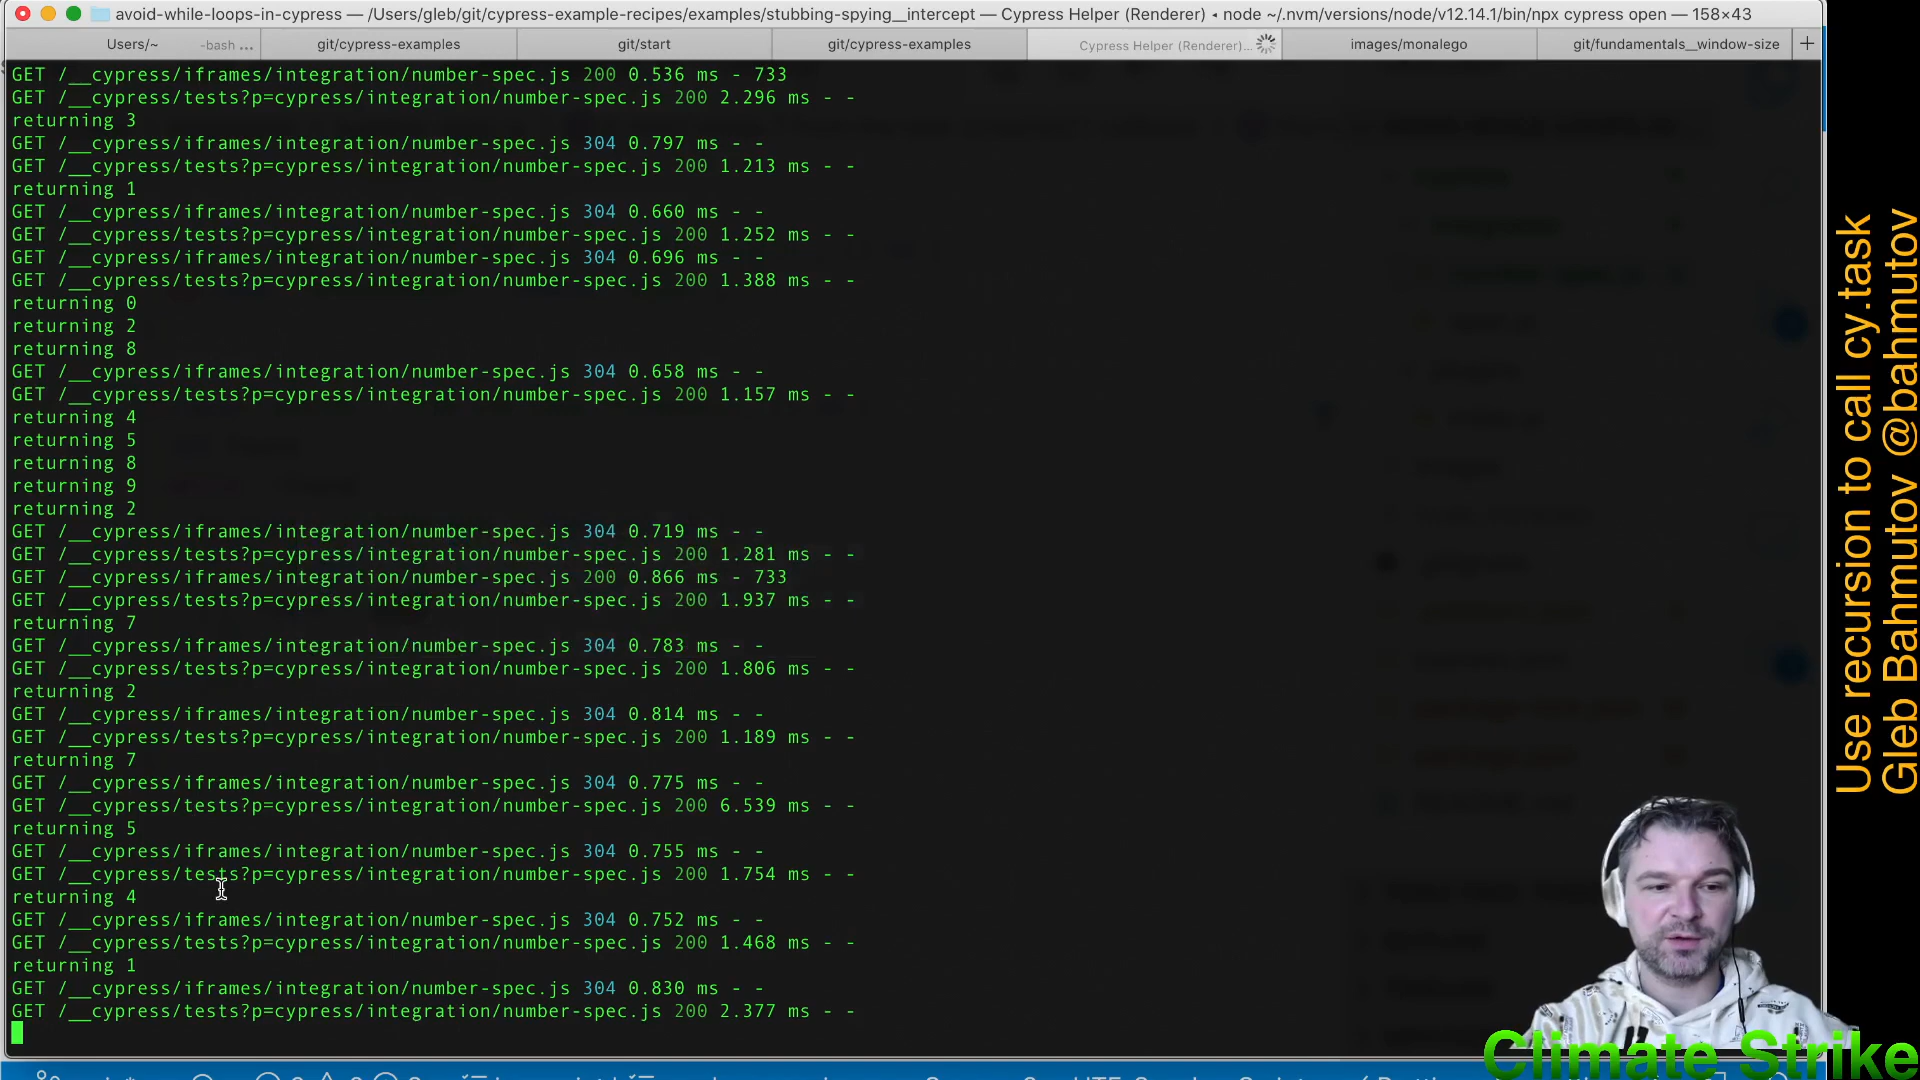 avoid-while-loops-in-cypress — /Users/gleb/git/cypress-example-recipes/examples/stubbing-spying__intercept — Cypress Helper (Renderer) ◂ node ~/.nvm/versions/node/v12.14.1/bin/npx cypress open — 158×43
Users/~ -bash ...
git/cypress-examples
git/start
git/cypress-examples
Cypress Helper (Renderer)...
images/monalego
git/fundamentals__window-size
GET /__cypress/iframes/integration/number-spec.js 200 0.536 ms - 733
GET /__cypress/tests?p=cypress/integration/number-spec.js 200 2.296 ms - -
returning 3
GET /__cypress/iframes/integration/number-spec.js 304 0.797 ms - -
GET /__cypress/tests?p=cypress/integration/number-spec.js 200 1.213 ms - -
returning 1
GET /__cypress/iframes/integration/number-spec.js 304 0.660 ms - -
GET /__cypress/tests?p=cypress/integration/number-spec.js 200 1.252 ms - -
GET /__cypress/iframes/integration/number-spec.js 304 0.696 ms - -
GET /__cypress/tests?p=cypress/integration/number-spec.js 200 1.388 ms - -
returning 0
returning 2
returning 8
GET /__cypress/iframes/integration/number-spec.js 304 0.658 ms - -
GET /__cypress/tests?p=cypress/integration/number-spec.js 200 1.157 ms - -
returning 4
returning 5
returning 8
returning 9
returning 2
GET /__cypress/iframes/integration/number-spec.js 304 0.719 ms - -
GET /__cypress/tests?p=cypress/integration/number-spec.js 200 1.281 ms - -
GET /__cypress/iframes/integration/number-spec.js 200 0.866 ms - 733
GET /__cypress/tests?p=cypress/integration/number-spec.js 200 1.937 ms - -
returning 7
GET /__cypress/iframes/integration/number-spec.js 304 0.783 ms - -
GET /__cypress/tests?p=cypress/integration/number-spec.js 200 1.806 ms - -
returning 2
GET /__cypress/iframes/integration/number-spec.js 304 0.814 ms - -
GET /__cypress/tests?p=cypress/integration/number-spec.js 200 1.189 ms - -
returning 7
GET /__cypress/iframes/integration/number-spec.js 304 0.775 ms - -
GET /__cypress/tests?p=cypress/integration/number-spec.js 200 6.539 ms - -
returning 5
GET /__cypress/iframes/integration/number-spec.js 304 0.755 ms - -
GET /__cypress/tests?p=cypress/integration/number-spec.js 200 1.754 ms - -
returning 4
GET /__cypress/iframes/integration/number-spec.js 304 0.752 ms - -
GET /__cypress/tests?p=cypress/integration/number-spec.js 200 1.468 ms - -
returning 1
GET /__cypress/iframes/integration/number-spec.js 304 0.830 ms - -
GET /__cypress/tests?p=cypress/integration/number-spec.js 200 2.377 ms - -
Use recursion to call cy.task
Gleb Bahmutov @bahmutov
Climate Strike